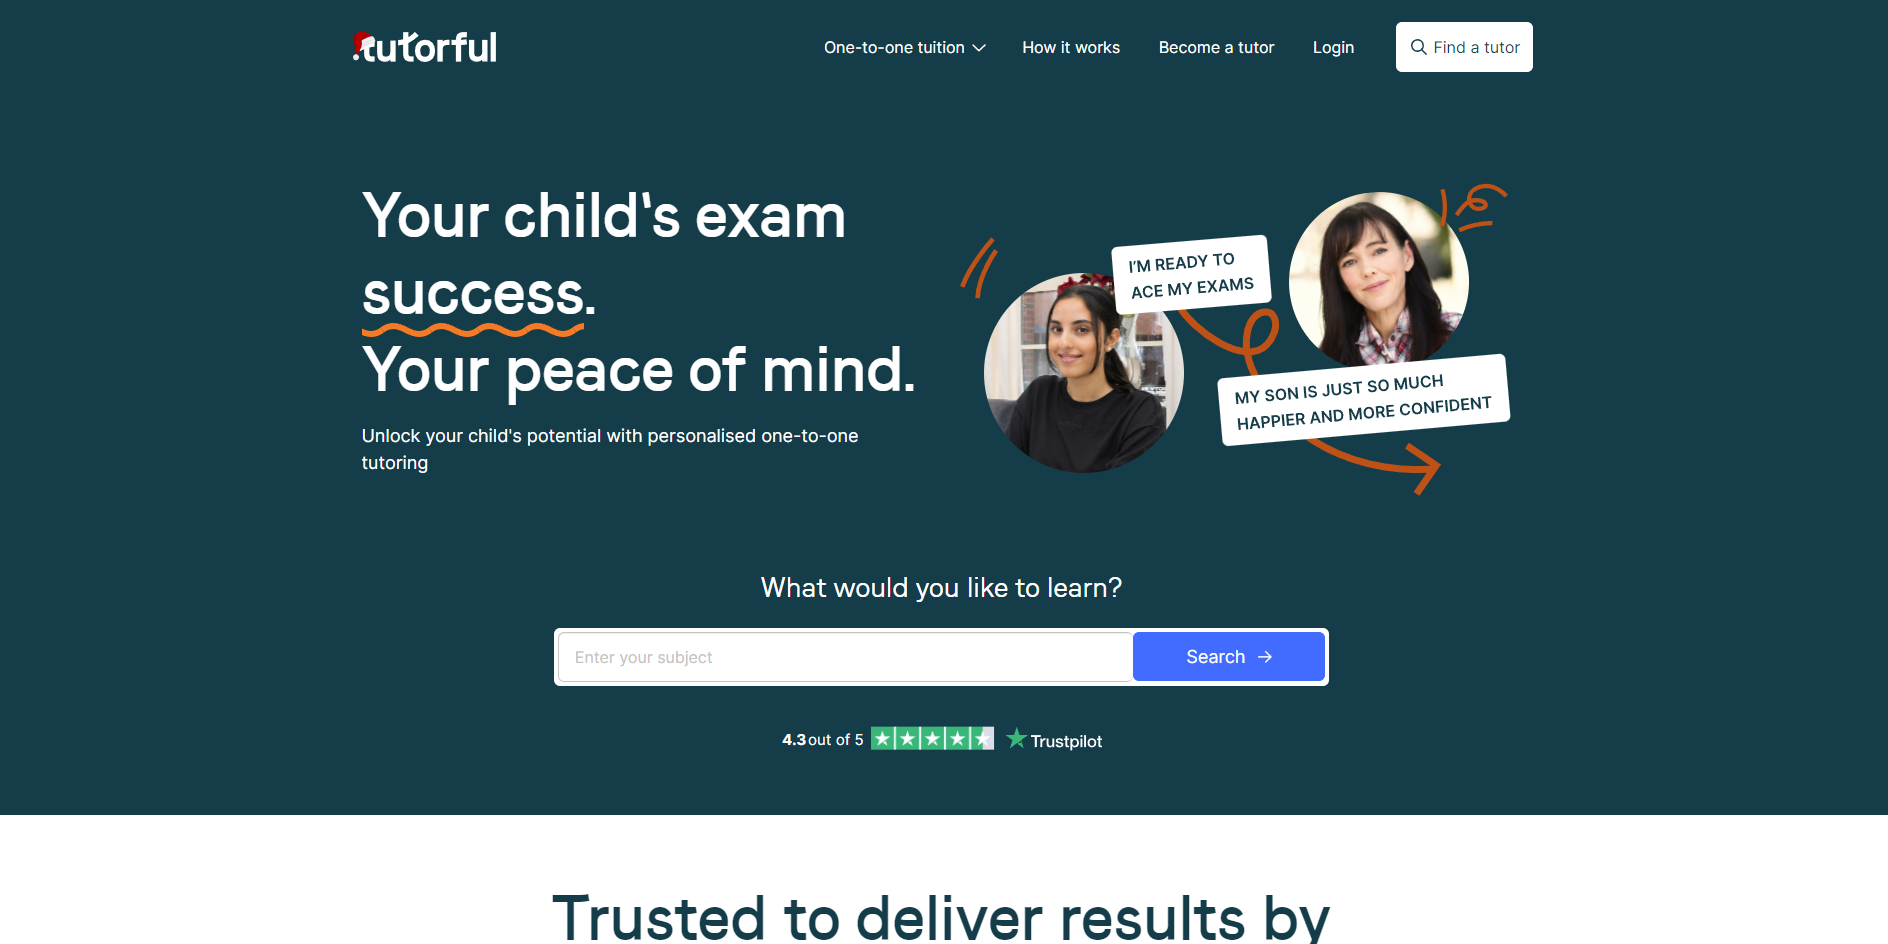 tutorful
One-to-one tuition
How it works
Become a tutor
Login
Find a tutor
Your child's exam
success.
Your peace of mind.
Unlock your child's potential with personalised one-to-one
tutoring
I'M READY TO
ACE MY EXAMS
MY SON IS JUST SO MUCH
HAPPIER AND MORE CONFIDENT
What would you like to learn?
Enter your subject
Search
4.3 out of 5
Trustpilot
Trusted to deliver results by